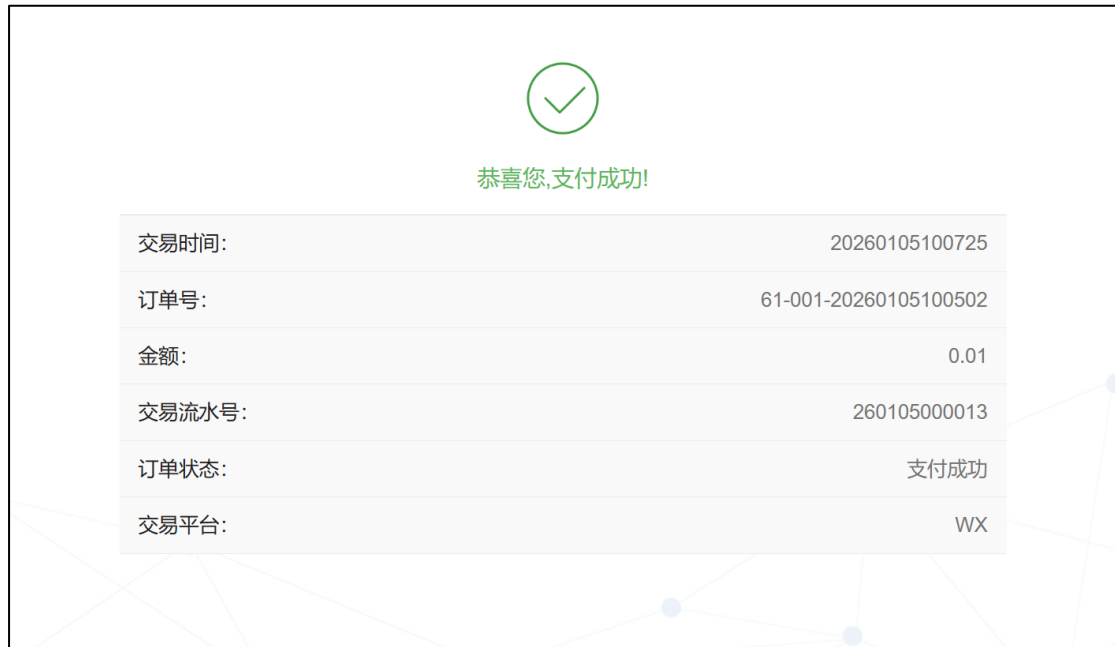 恭喜您,支付成功!
交易时间: 20260105100725
订单号: 61-001-20260105100502
金额: 0.01
交易流水号: 260105000013
订单状态: 支付成功
交易平台: WX